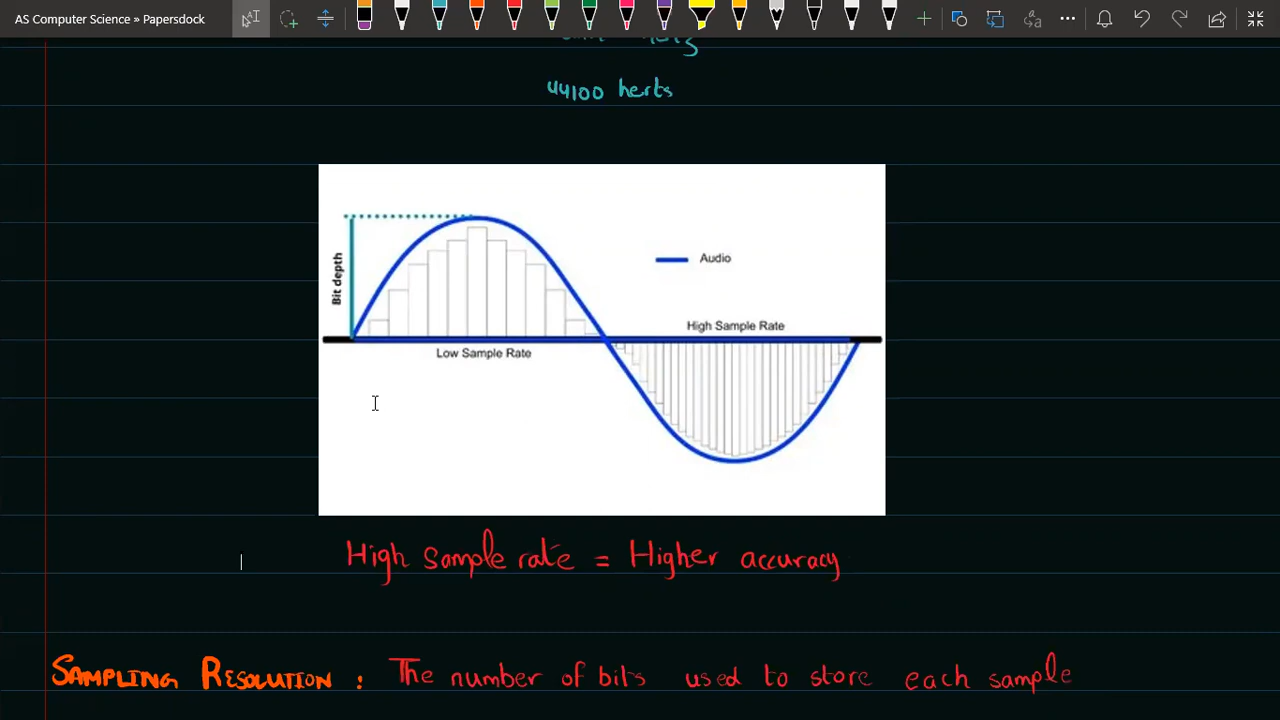 AS Computer Science » Papersdock
44100 herts
Bit depth
Audio
High Sample Rate
Low Sample Rate
High sample rate = Higher accuracy
SAMPLING RESOLUTION : The number of bits used to store each sample